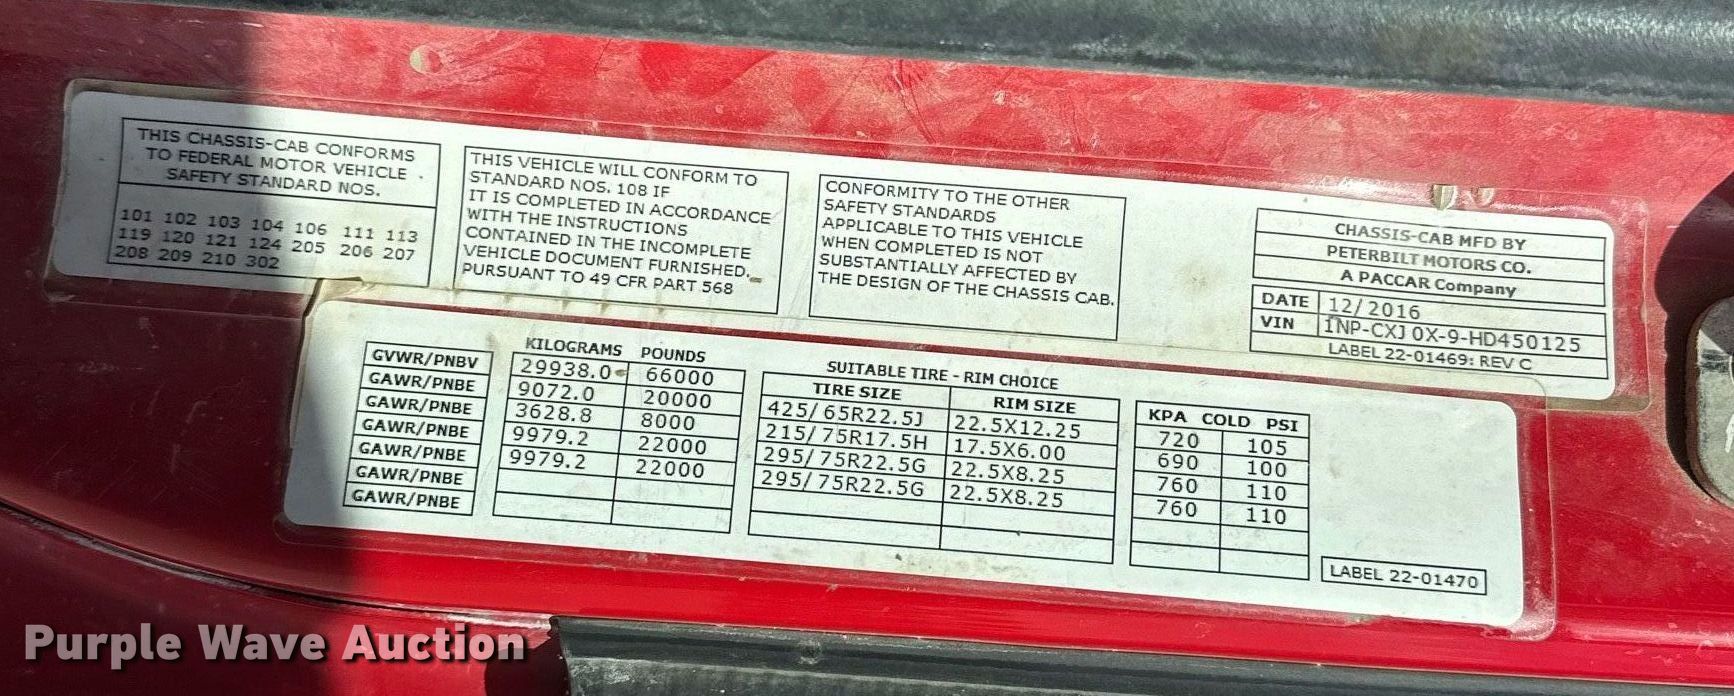 THIS CHASSIS-CAB CONFORMS
TO FEDERAL MOTOR VEHICLE
SAFETY STANDARD NOS.
101 102 103 104 106 111 113
119 120 121 124 205 206 207
208 209 210 302
THIS VEHICLE WILL CONFORM TO
STANDARD NOS. 108 IF
IT IS COMPLETED IN ACCORDANCE
WITH THE INSTRUCTIONS
CONTAINED IN THE INCOMPLETE
VEHICLE DOCUMENT FURNISHED.
PURSUANT TO 49 CFR PART 568
CONFORMITY TO THE OTHER
SAFETY STANDARDS
APPLICABLE TO THIS VEHICLE
WHEN COMPLETED IS NOT
SUBSTANTIALLY AFFECTED BY
THE DESIGN OF THE CHASSIS CAB.
CHASSIS-CAB MFD BY
PETERBILT MOTORS CO.
A PACCAR Company
DATE 12/2016
VIN 1NP-CXJ0X-9-HD450125
LABEL 22-01469: REV C
KILOGRAMS POUNDS
GVWR/PNBV 29938.0 66000
GAWR/PNBE 9072.0 20000
GAWR/PNBE 3628.8 8000
GAWR/PNBE 9979.2 22000
GAWR/PNBE 9979.2 22000
GAWR/PNBE
GAWR/PNBE
SUITABLE TIRE - RIM CHOICE
TIRE SIZE RIM SIZE
425/65R22.5J 22.5X12.25
215/75R17.5H 17.5X6.00
295/75R22.5G 22.5X8.25
295/75R22.5G 22.5X8.25
KPA COLD PSI
720 105
690 100
760 110
760 110
LABEL 22-01470
Purple Wave Auction